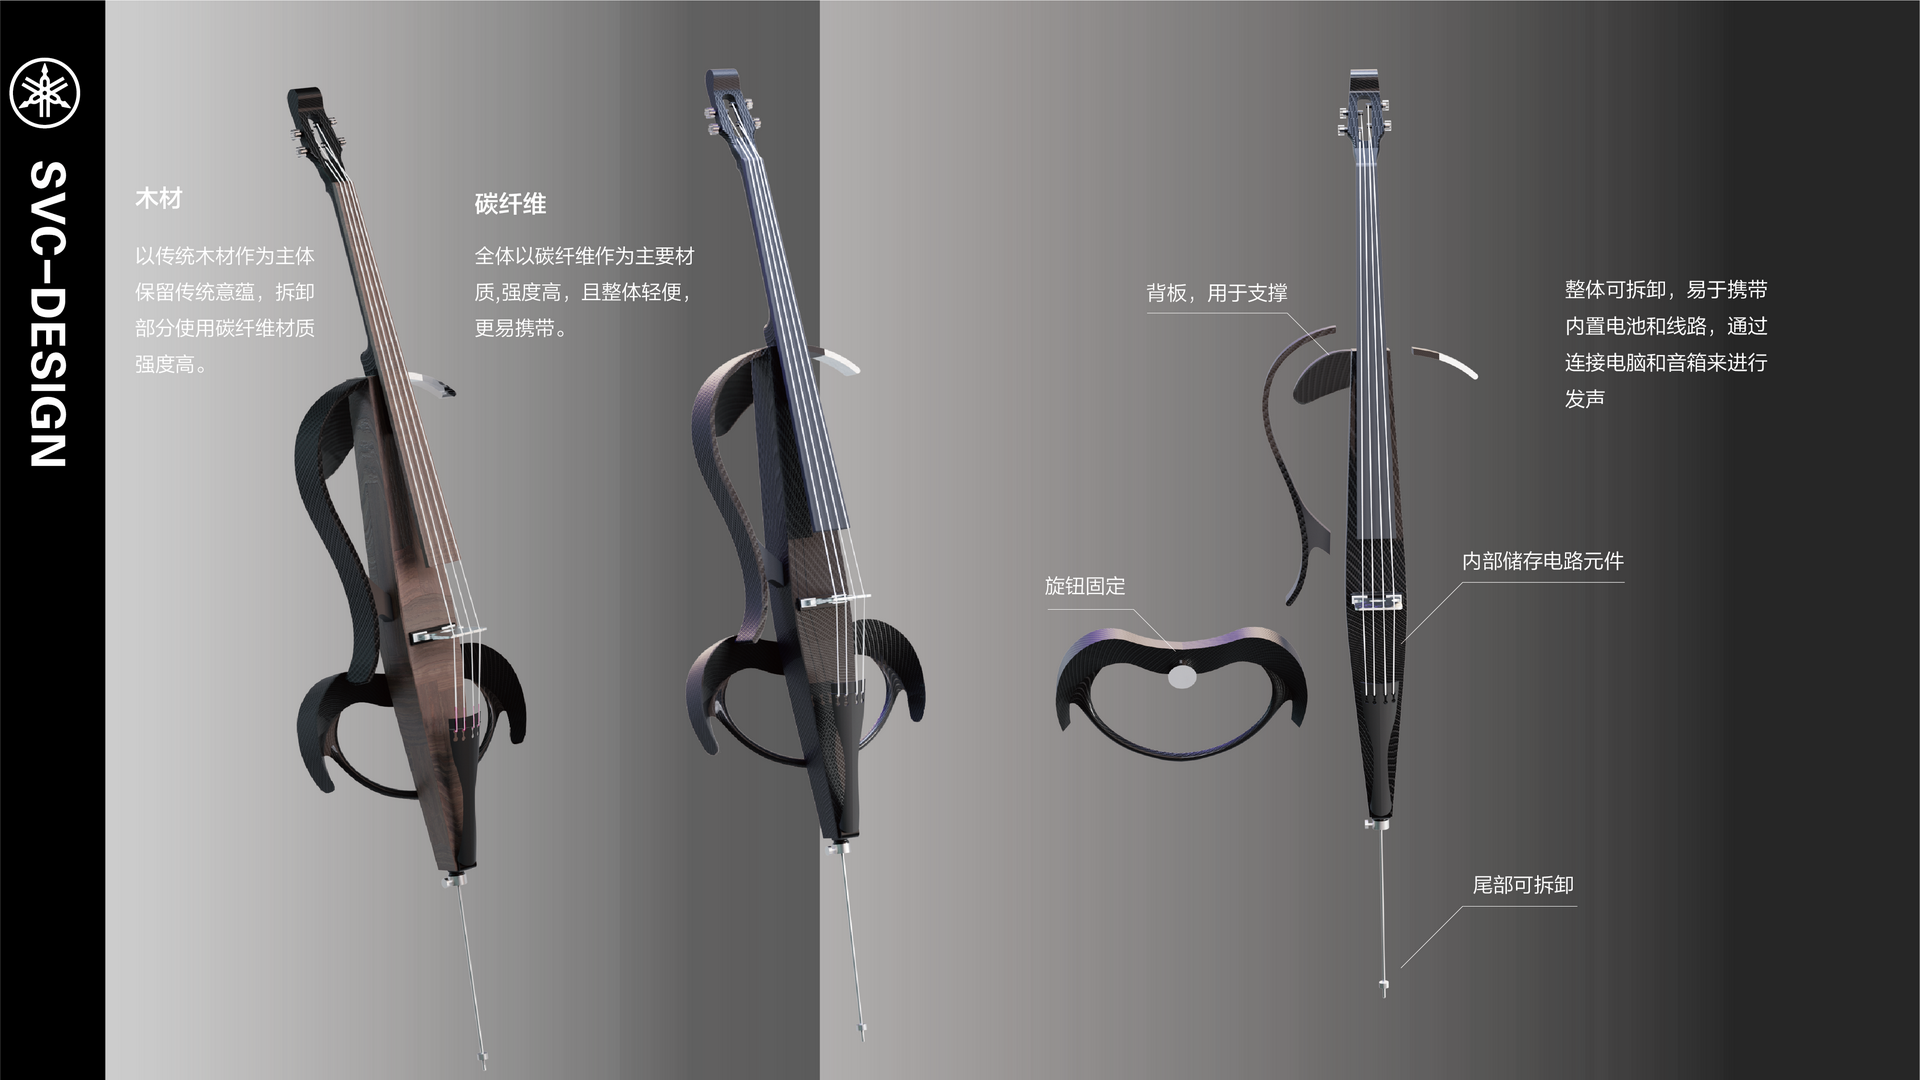 SVC-DESIGN
木材
以传统木材作为主体
保留传统意蕴，拆卸
部分使用碳纤维材质
强度高。
碳纤维
全体以碳纤维作为主要材
质,强度高，且整体轻便，
更易携带。
背板，用于支撑
整体可拆卸，易于携带
内置电池和线路，通过
连接电脑和音箱来进行
发声
旋钮固定
内部储存电路元件
尾部可拆卸